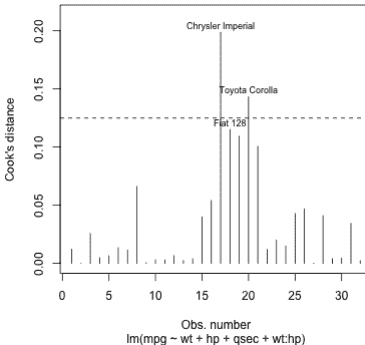 0.20
Chrysler Imperial
0.15
Toyota Corolla
Fiat 128
0.10
0.05
0.00
Cook's distance
0 5 10 15 20 25 30
Obs. number
lm(mpg ~ wt + hp + qsec + wt:hp)